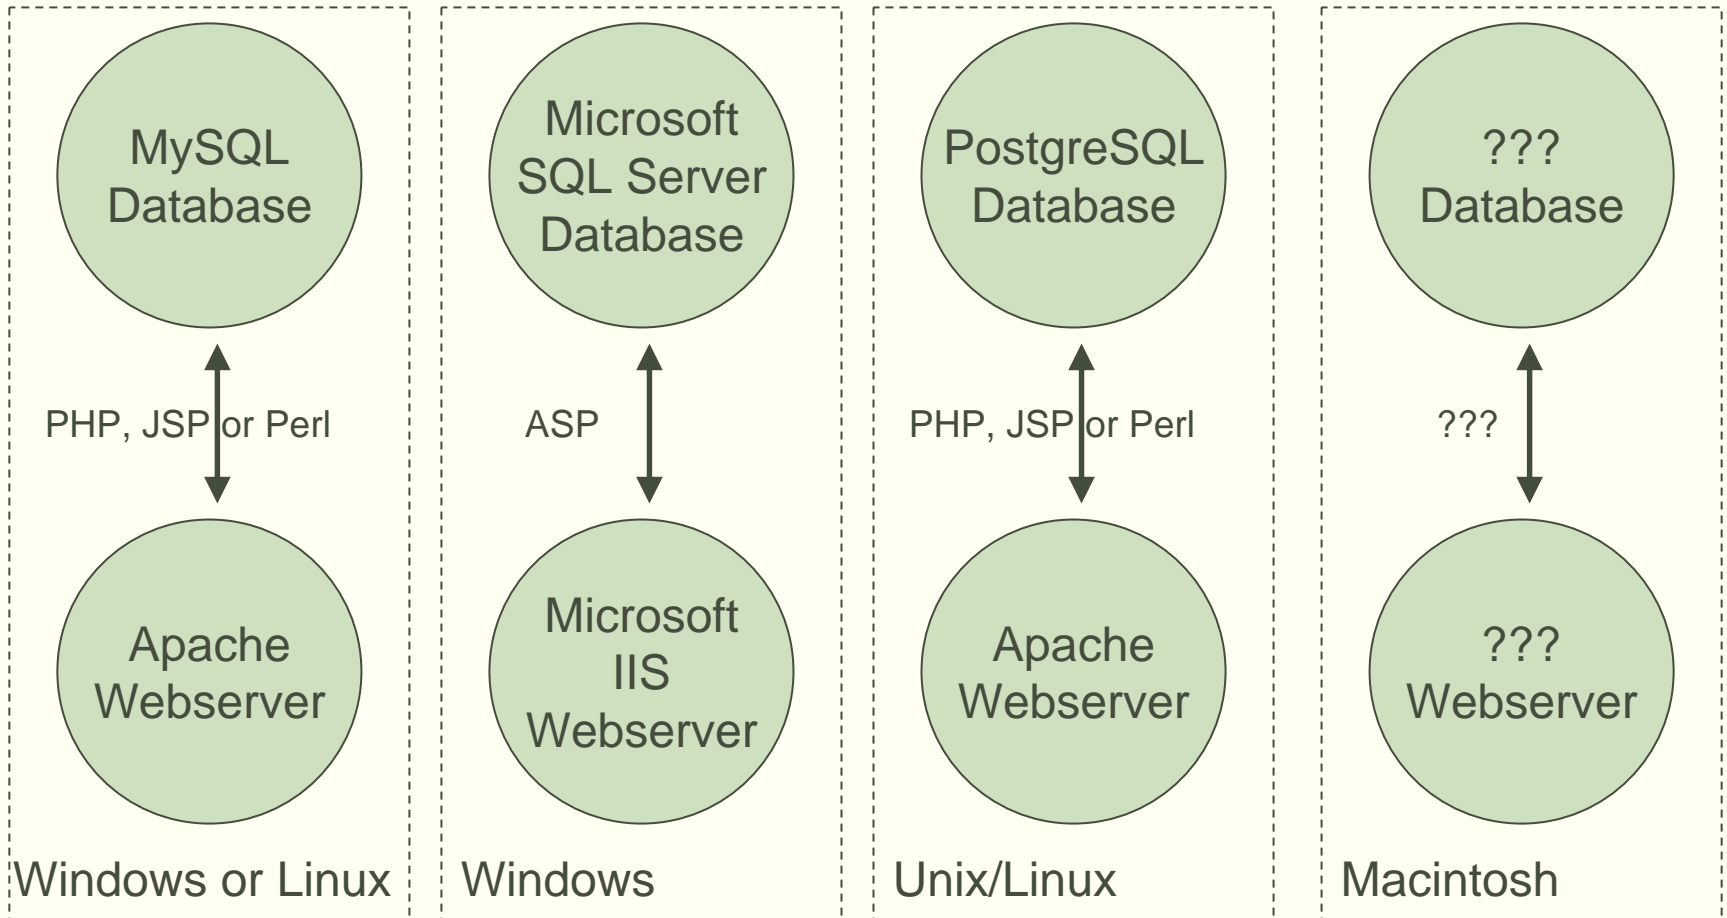 MySQL
Database
PHP, JSP or Perl
Apache
Webserver
Windows or Linux
Microsoft
SQL Server
Database
ASP
Microsoft
IIS
Webserver
Windows
PostgreSQL
Database
PHP, JSP or Perl
Apache
Webserver
Unix/Linux
???
Database
???
???
Webserver
Macintosh